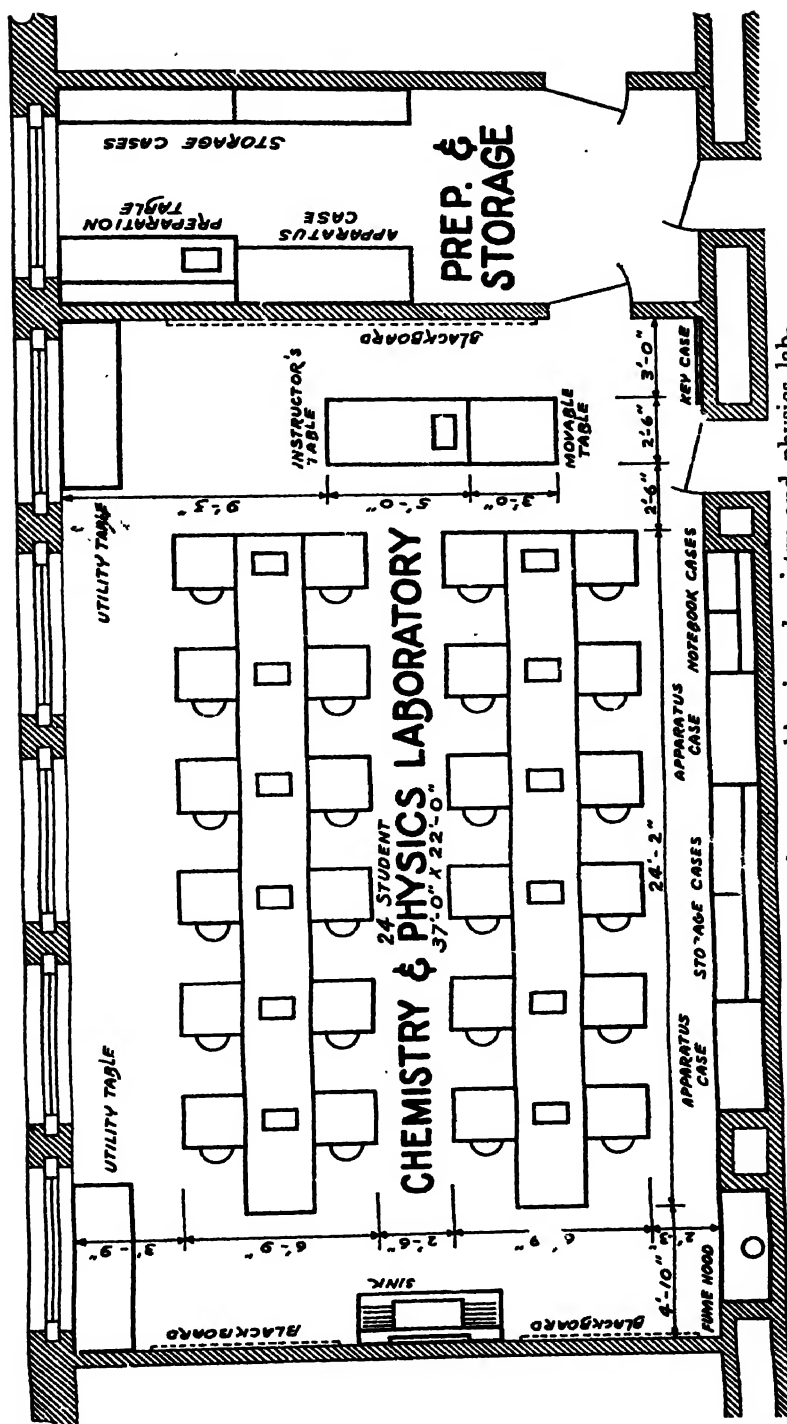 STORAGE CASES
PREPARATION
TABLE
APPARATUS
CASE
PREP. &
STORAGE
BLACKBOARD
INSTRUCTOR'S
TABLE
MOVABLE
TABLE
KEY CASE
3'-0"
2'-6"
2'-6"
9'-3"
5'-0"
3'-0"
UTILITY TABLE
UTILITY TABLE
24 STUDENT
CHEMISTRY & PHYSICS LABORATORY
37'-0" X 22'-0"
24'-2"
NOTEBOOK CASES
APPARATUS
CASE
STORAGE CASES
APPARATUS
CASE
3'-9"
6'-9"
2'-6"
6'-9"
4'-10"
FUME HOOD
SINK
BLACKBOARD
BLACKBOARD
and physics lab.